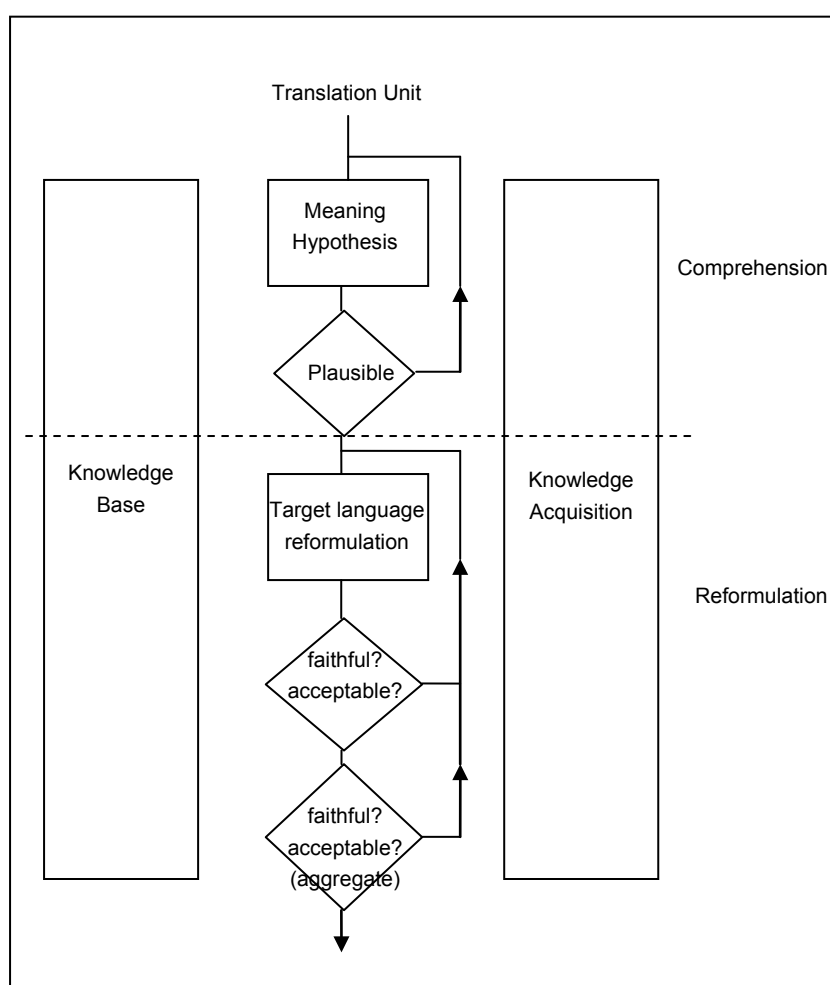 Translation Unit
Meaning
Hypothesis
Comprehension
Plausible
Knowledge
Base
Target language
reformulation
Knowledge
Acquisition
Reformulation
faithful?
acceptable?
faithful?
acceptable?
(aggregate)